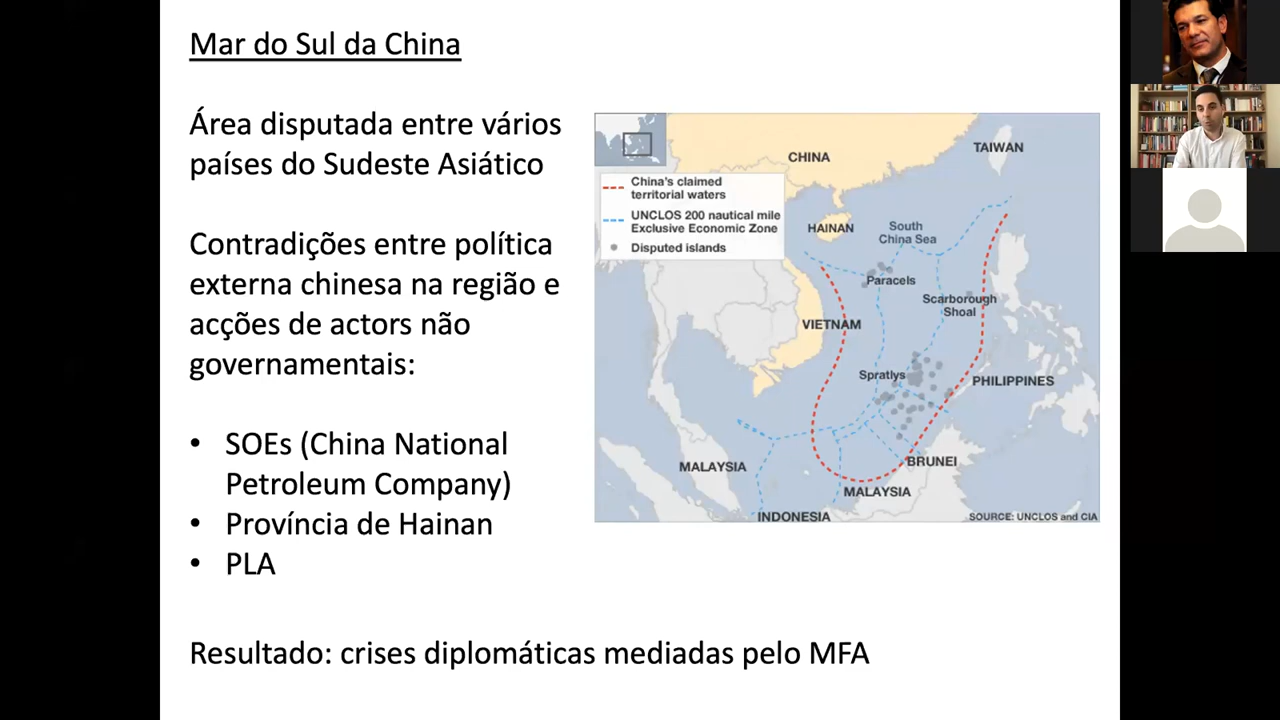 Mar do Sul da China
Área disputada entre vários
países do Sudeste Asiático
Contradições entre política
externa chinesa na região e
acções de actors não
governamentais:
• SOEs (China National
Petroleum Company)
• Província de Hainan
• PLA
Resultado: crises diplomáticas mediadas pelo MFA
CHINA
TAIWAN
China's claimed
territorial waters
UNCLOS 200 nautical mile
Exclusive Economic Zone
Disputed islands
HAINAN
South
China Sea
Paracels
Scarborough
Shoal
VIETNAM
Spratlys
PHILIPPINES
MALAYSIA
BRUNEI
MALAYSIA
INDONESIA
SOURCE: UNCLOS and CIA